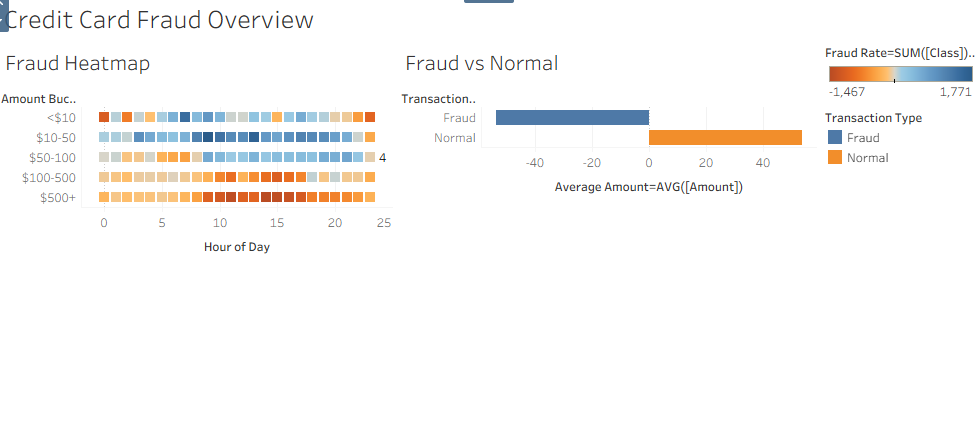 Credit Card Fraud Overview
Fraud Heatmap
Amount Buc..
<$10
$10-50
$50-100
4
$100-500
$500+
0 5 10 15 20 25
Hour of Day
Fraud vs Normal
Transaction..
Fraud
Normal
-40 -20 0 20 40
Average Amount=AVG([Amount])
Fraud Rate=SUM([Class])..
-1,467 1,771
Transaction Type
Fraud
Normal